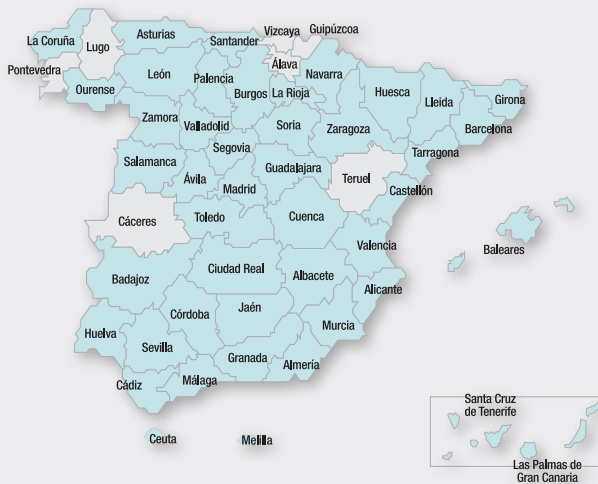 La Coruña
Lugo
Asturias
Santander
Vizcaya
Guipúzcoa
Pontevedra
Ourense
León
Palencia
Burgos
Álava
La Rioja
Navarra
Huesca
Lleida
Girona
Barcelona
Zamora
Valladolid
Soria
Zaragoza
Tarragona
Salamanca
Segovia
Ávila
Madrid
Guadalajara
Teruel
Castellón
Cáceres
Toledo
Cuenca
Valencia
Baleares
Badajoz
Ciudad Real
Albacete
Alicante
Huelva
Sevilla
Córdoba
Jaén
Murcia
Cádiz
Málaga
Granada
Almería
Ceuta
Melilla
Santa Cruz
de Tenerife
Las Palmas de
Gran Canaria